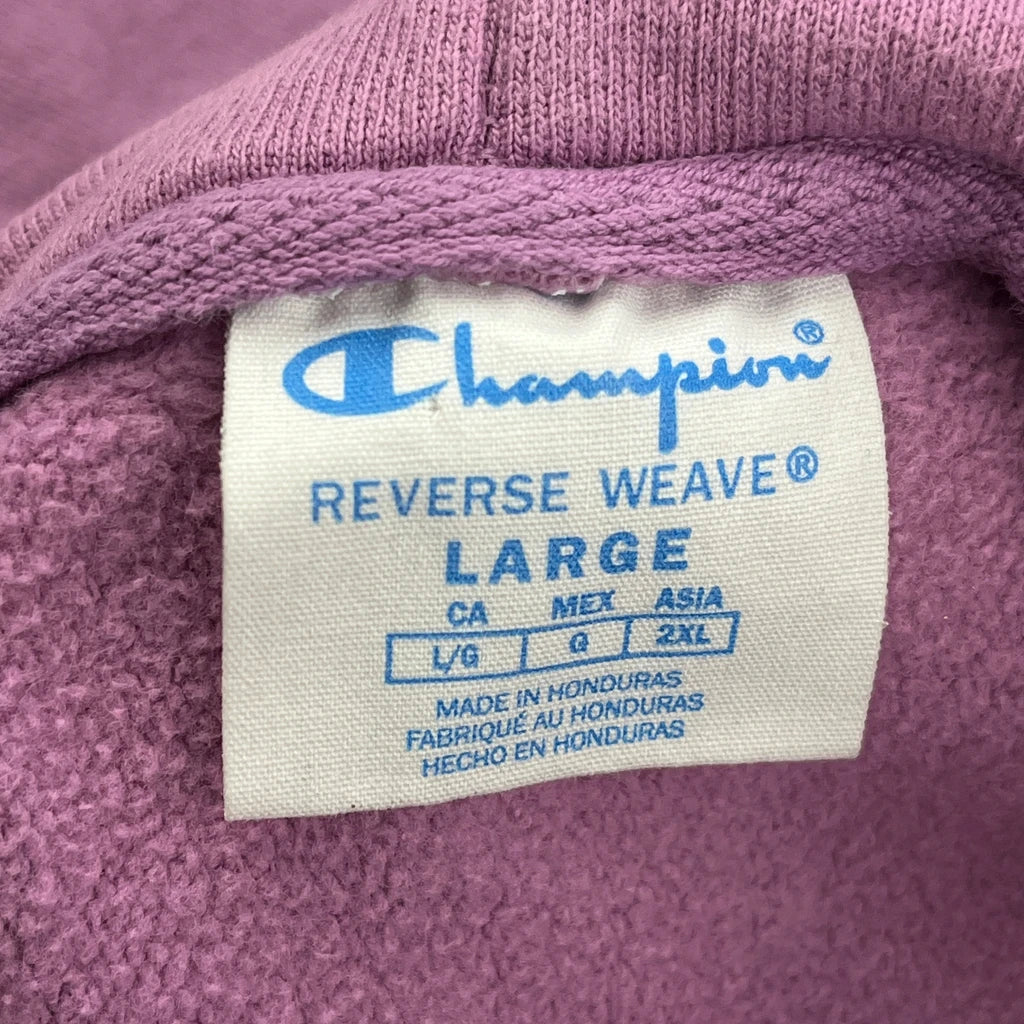 Champion®
REVERSE WEAVE®
LARGE
CA MEX ASIA
L/G G 2XL
MADE IN HONDURAS
FABRIQUÉ AU HONDURAS
HECHO EN HONDURAS